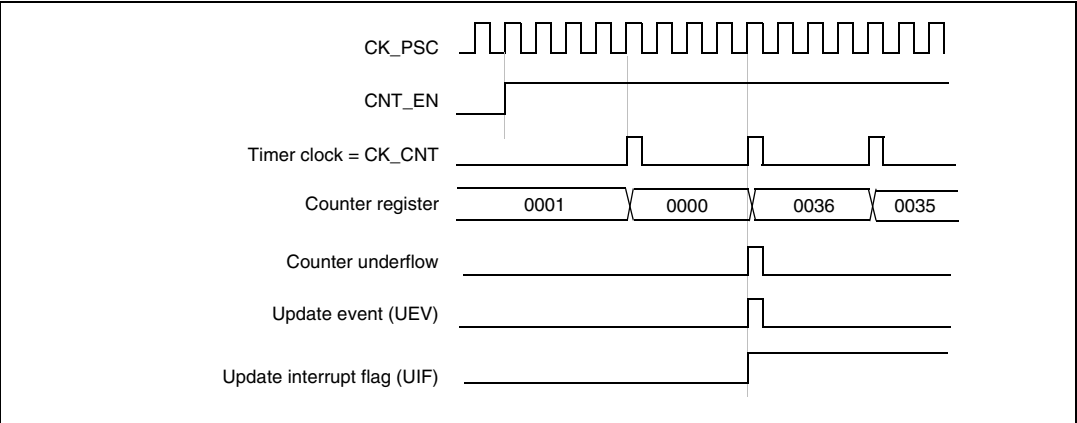 CK_PSC
CNT_EN
Timer clock = CK_CNT
Counter register 0001 0000 0036 0035
Counter underflow
Update event (UEV)
Update interrupt flag (UIF)